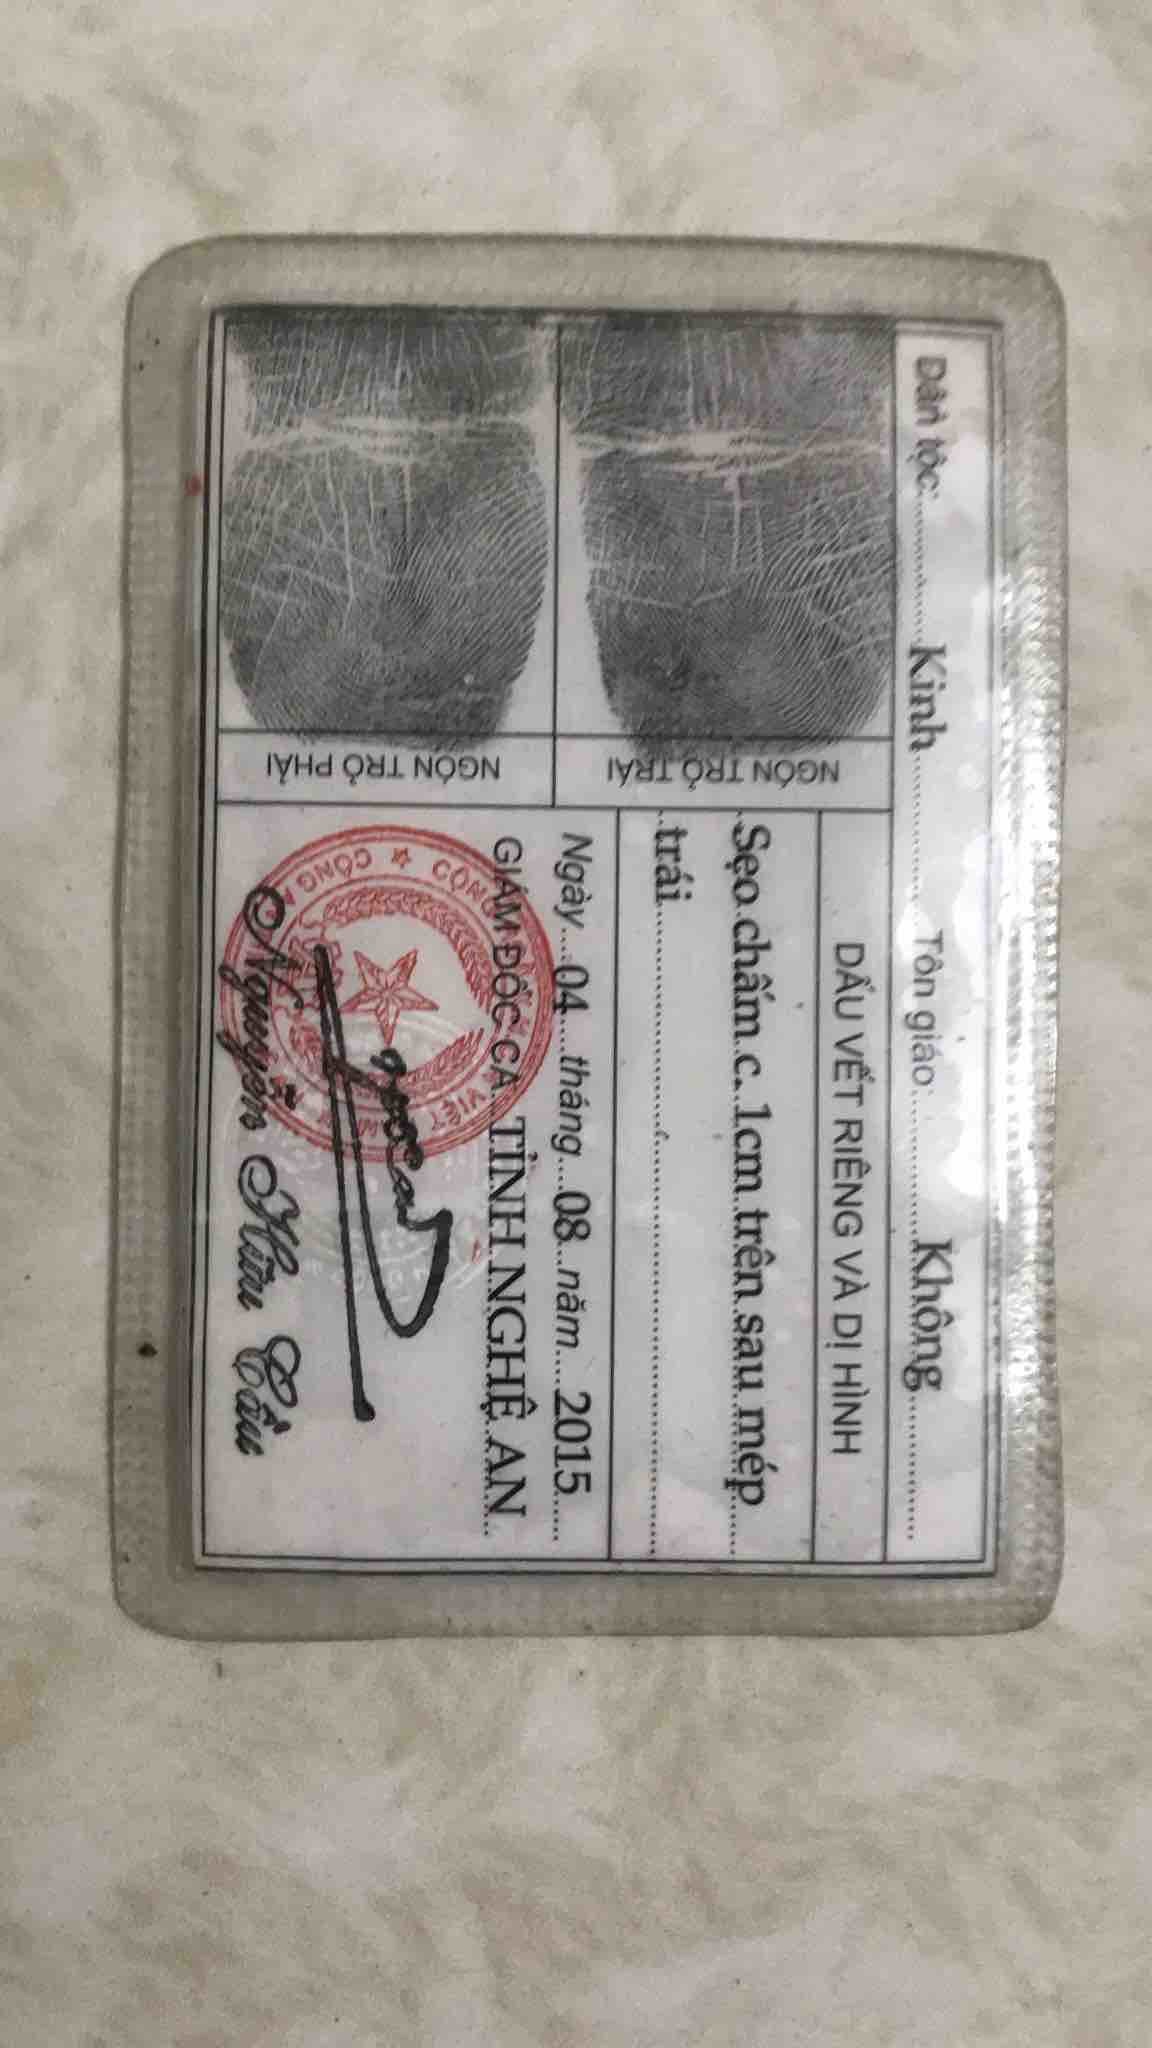 Dân tộc: Kinh Tôn giáo: Không
NGÓN TRỎ TRÁI
NGÓN TRỎ PHẢI
DẤU VẾT RIÊNG VÀ DỊ HÌNH
Sẹo chấm c. 1cm trên sau mép
trái
Ngày 04 tháng 08 năm 2015
GIÁM ĐỐC CA TỈNH NGHỆ AN
Nguyễn Hữu Cầu